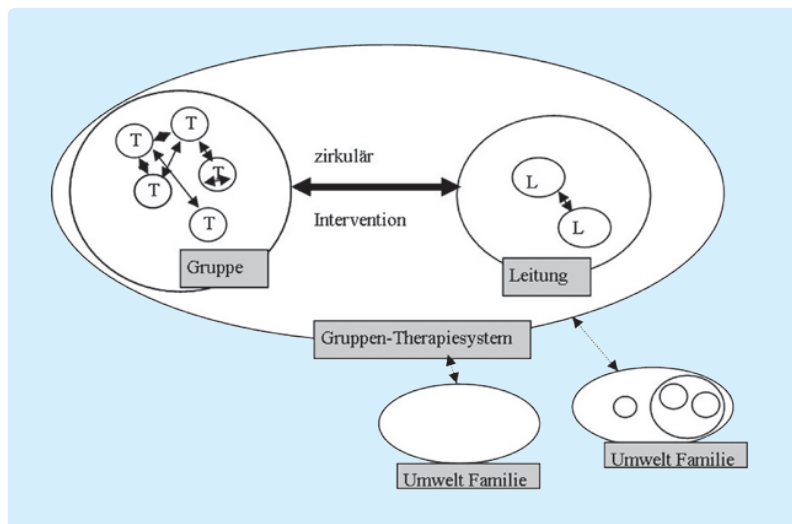 T
T
T
T
T
zirkulär
Intervention
L
L
Gruppe
Leitung
Gruppen-Therapiesystem
Umwelt Familie
Umwelt Familie